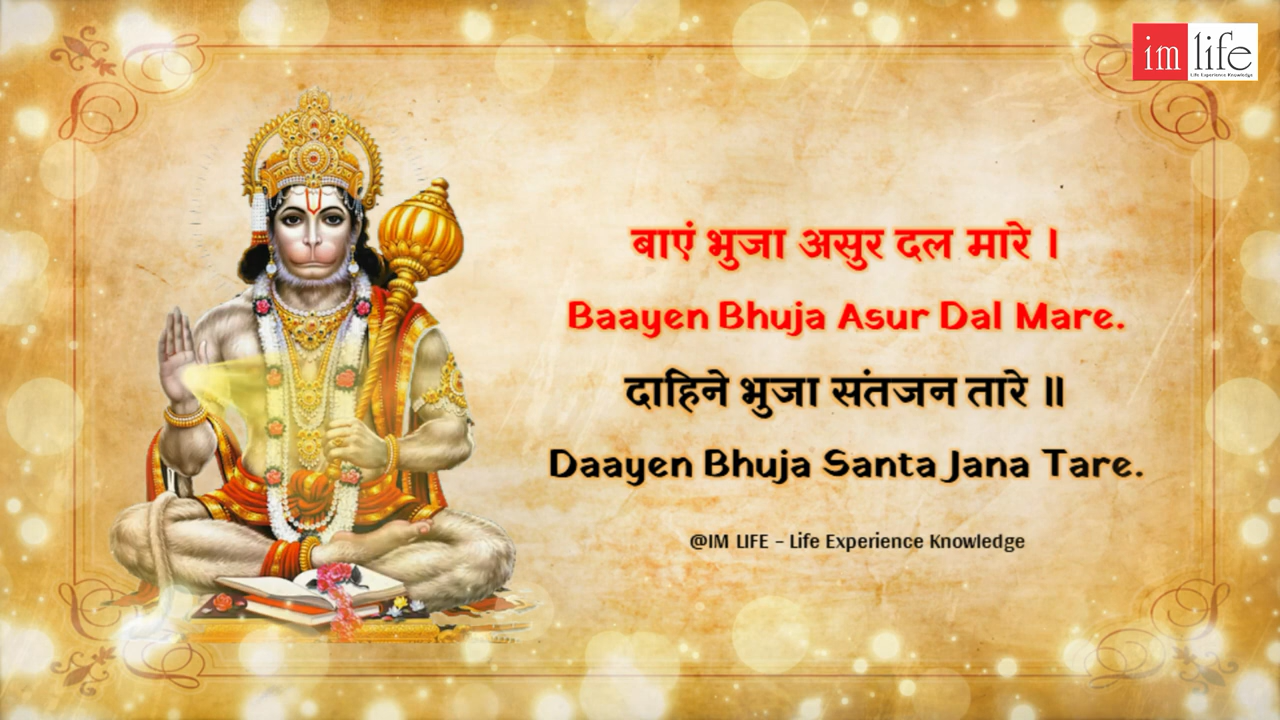 im life
Life Experience Knowledge
बाएं भुजा असुर दल मारे ।
Baayen Bhuja Asur Dal Mare.
दाहिने भुजा संतजन तारे ॥
Daayen Bhuja Santa Jana Tare.
@IM LIFE – Life Experience Knowledge